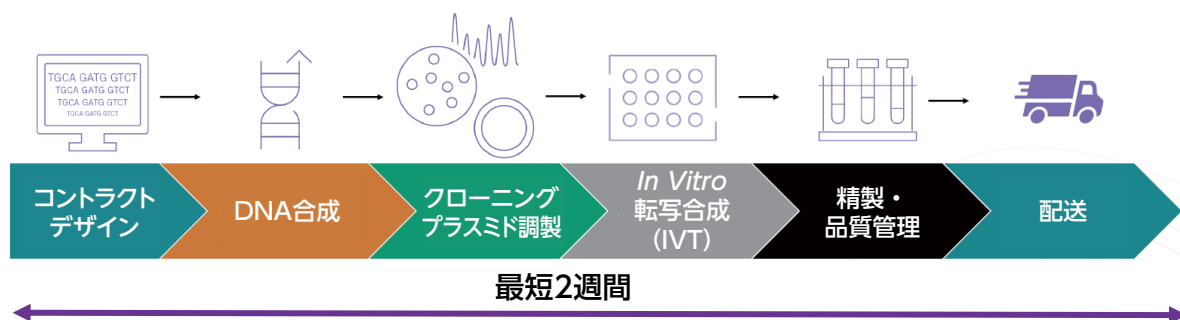 TGCA GATG GTCT
TGCA GATG GTCT
TGCA GATG GTCT
TGCA GATG GTCT
コントラクト
デザイン
DNA合成
クローニング
プラスミド調製
In Vitro
転写合成
(IVT)
精製・
品質管理
配送
最短2週間